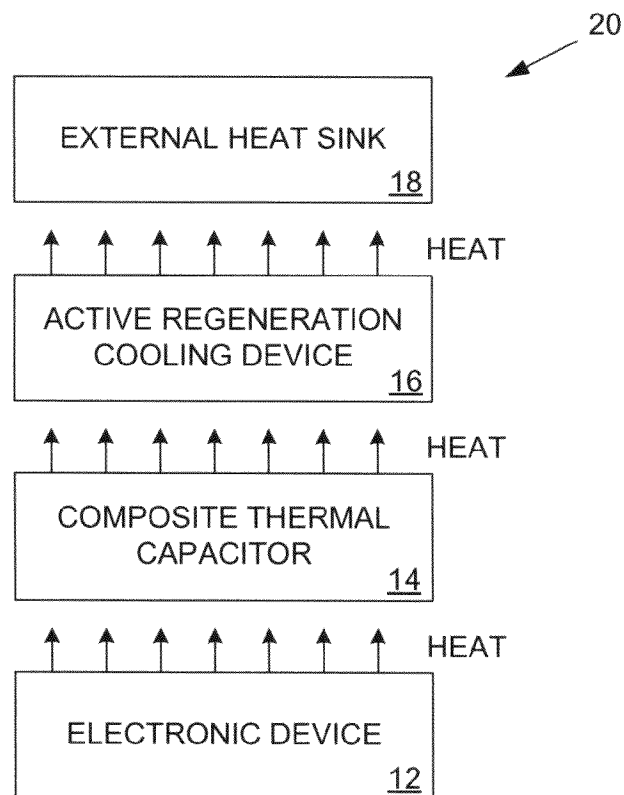 20
EXTERNAL HEAT SINK
18
HEAT
ACTIVE REGENERATION
COOLING DEVICE
16
HEAT
COMPOSITE THERMAL
CAPACITOR
14
HEAT
ELECTRONIC DEVICE
12